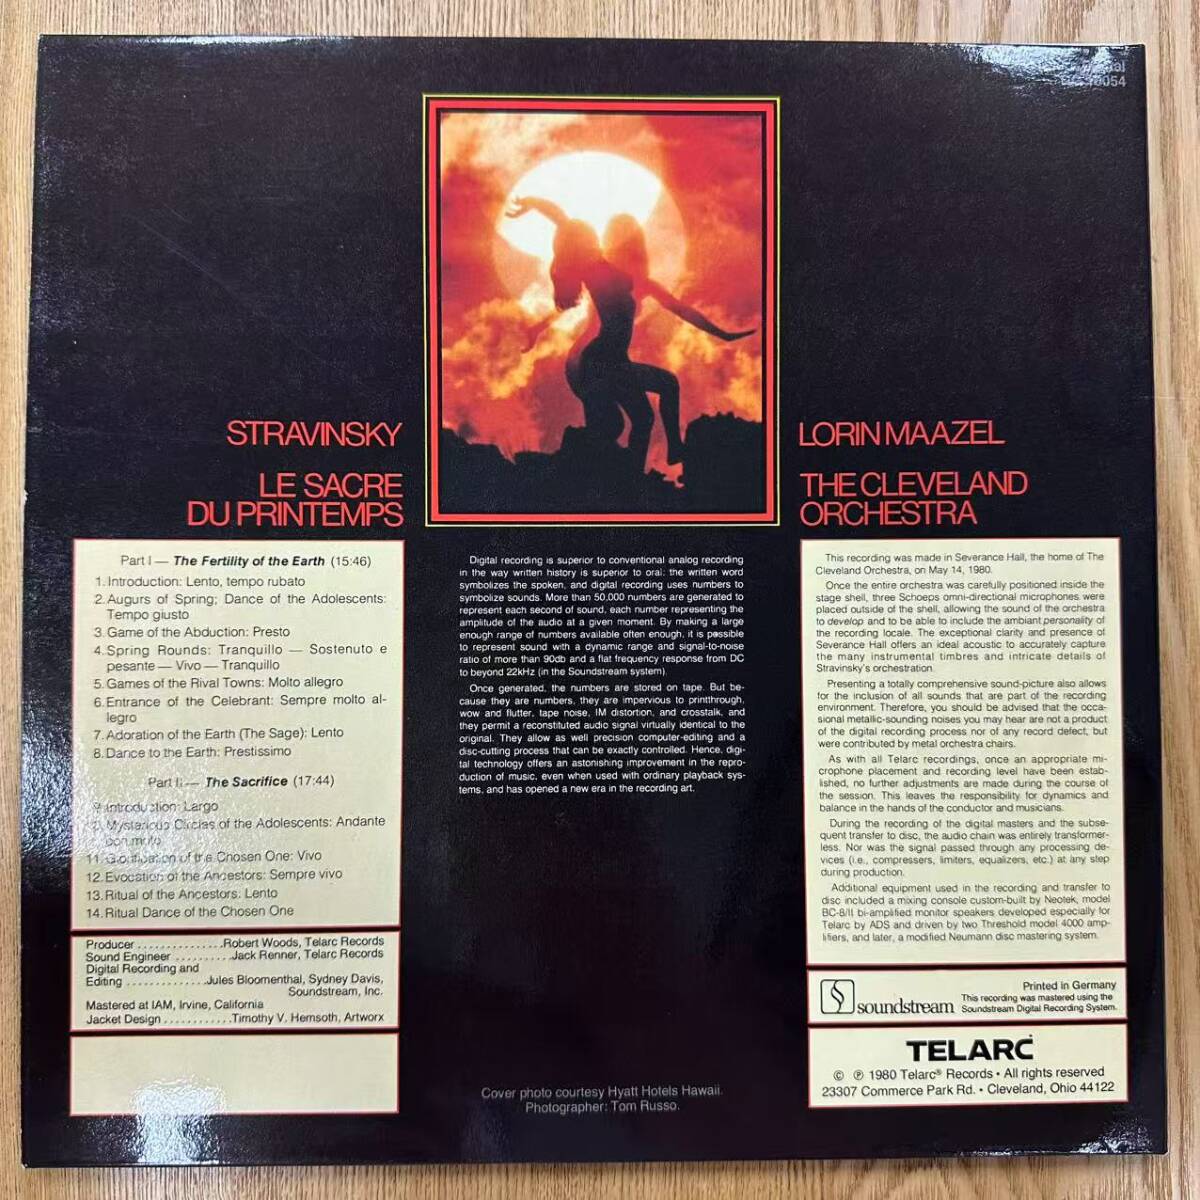 054
STRAVINSKY
LE SACRE
DU PRINTEMPS
LORIN MAAZEL
THE CLEVELAND
ORCHESTRA
Part I — The Fertility of the Earth (15:46)
1. Introduction: Lento, tempo rubato
2. Augurs of Spring; Dance of the Adolescents:
Tempo giusto
3. Game of the Abduction: Presto
4. Spring Rounds: Tranquillo — Sostenuto e
pesante — Vivo — Tranquillo
5. Games of the Rival Towns: Molto allegro
6. Entrance of the Celebrant: Sempre molto al-
legro
7. Adoration of the Earth (The Sage): Lento
8. Dance to the Earth: Prestissimo
Part II — The Sacrifice (17:44)
9. Introduction: Largo
Mysterious Circles of the Adolescents: Andante
con moto
11. Glorification of the Chosen One: Vivo
12. Evocation of the Ancestors: Sempre vivo
13. Ritual of the Ancestors: Lento
14. Ritual Dance of the Chosen One
Producer . . . . . . . . . . . . . . .Robert Woods, Telarc Records
Sound Engineer . . . . . . . . . .Jack Renner, Telarc Records
Digital Recording and
Editing . . . . . . . . . . . . . .Jules Bloomenthal, Sydney Davis,
Soundstream, Inc.
Mastered at IAM, Irvine, California
Jacket Design . . . . . . . . . . . .Timothy V. Hemsoth, Artworx
Digital recording is superior to conventional analog recording
in the way written history is superior to oral: the written word
symbolizes the spoken, and digital recording uses numbers to
symbolize sounds. More than 50,000 numbers are generated to
represent each second of sound, each number representing the
amplitude of the audio at a given moment. By making a large
enough range of numbers available often enough, it is possible
to represent sound with a dynamic range and signal-to-noise
ratio of more than 90db and a flat frequency response from DC
to beyond 22kHz (in the Soundstream system).
Once generated, the numbers are stored on tape. But be-
cause they are numbers, they are impervious to printthrough,
wow and flutter, tape noise, IM distortion, and crosstalk, and
they permit a reconstituted audio signal virtually identical to the
original. They allow as well precision computer-editing and a
disc-cutting process that can be exactly controlled. Hence, digi-
tal technology offers an astonishing improvement in the repro-
duction of music, even when used with ordinary playback sys-
tems, and has opened a new era in the recording art.
Cover photo courtesy Hyatt Hotels Hawaii.
Photographer: Tom Russo.
This recording was made in Severance Hall, the home of The
Cleveland Orchestra, on May 14, 1980.
Once the entire orchestra was carefully positioned inside the
stage shell, three Schoeps omni-directional microphones were
placed outside of the shell, allowing the sound of the orchestra
to develop and to be able to include the ambiant personality of
the recording locale. The exceptional clarity and presence of
Severance Hall offers an ideal acoustic to accurately capture
the many instrumental timbres and intricate details of
Stravinsky's orchestration.
Presenting a totally comprehensive sound-picture also allows
for the inclusion of all sounds that are part of the recording
environment. Therefore, you should be advised that the occa-
sional metallic-sounding noises you may hear are not a product
of the digital recording process nor of any record defect, but
were contributed by metal orchestra chairs.
As with all Telarc recordings, once an appropriate mi-
crophone placement and recording level have been estab-
lished, no further adjustments are made during the course of
the session. This leaves the responsibility for dynamics and
balance in the hands of the conductor and musicians.
During the recording of the digital masters and the subse-
quent transfer to disc, the audio chain was entirely transformer-
less. Nor was the signal passed through any processing de-
vices (i.e., compressers, limiters, equalizers, etc.) at any step
during production.
Additional equipment used in the recording and transfer to
disc included a mixing console custom-built by Neotek, model
BC-8/II bi-amplified monitor speakers developed especially for
Telarc by ADS and driven by two Threshold model 4000 amp-
lifiers, and later, a modified Neumann disc mastering system.
soundstream
Printed in Germany
This recording was mastered using the
Soundstream Digital Recording System.
TELARC
© ℗ 1980 Telarc® Records • All rights reserved
23307 Commerce Park Rd. • Cleveland, Ohio 44122